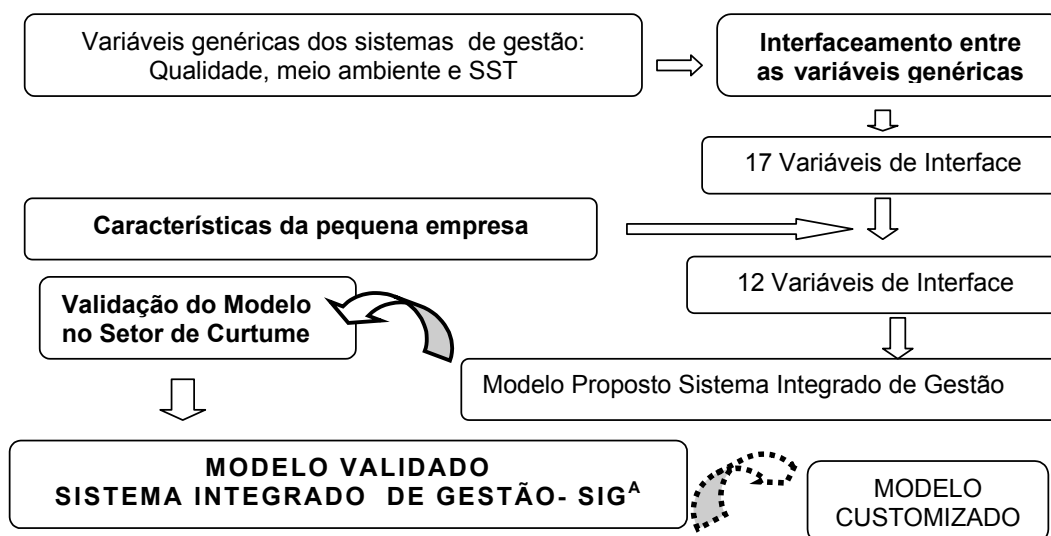 Variáveis genéricas dos sistemas de gestão:
Qualidade, meio ambiente e SST
Interfaceamento entre
as variáveis genéricas
17 Variáveis de Interface
Características da pequena empresa
12 Variáveis de Interface
Validação do Modelo
no Setor de Curtume
Modelo Proposto Sistema Integrado de Gestão
MODELO VALIDADO
SISTEMA INTEGRADO DE GESTÃO- SIGᴬ
MODELO
CUSTOMIZADO